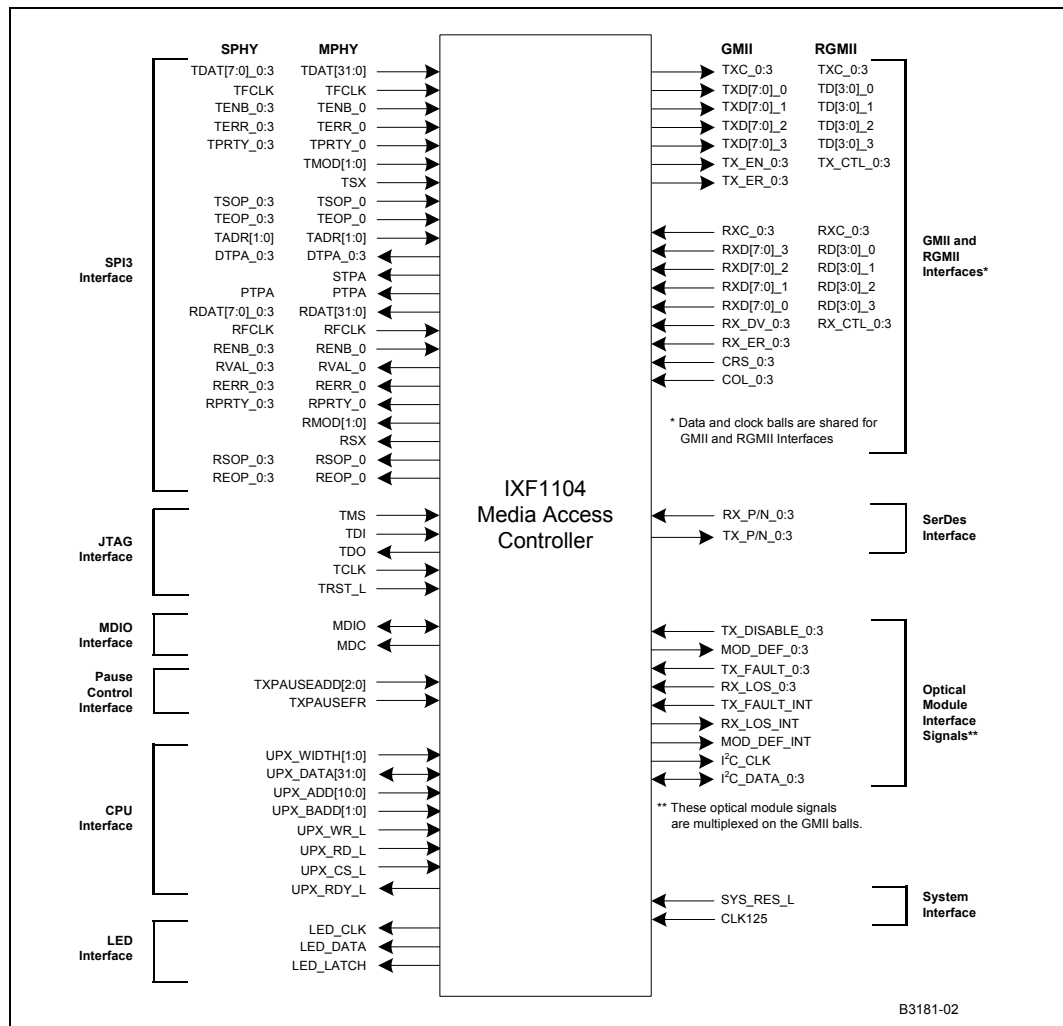 SPHY MPHY GMII RGMII
TDAT[7:0]_0:3 TDAT[31:0] TXC_0:3 TXC_0:3
TFCLK TFCLK TXD[7:0]_0 TD[3:0]_0
TENB_0:3 TENB_0 TXD[7:0]_1 TD[3:0]_1
TERR_0:3 TERR_0 TXD[7:0]_2 TD[3:0]_2
TPRTY_0:3 TPRTY_0 TXD[7:0]_3 TD[3:0]_3
TMOD[1:0] TX_EN_0:3 TX_CTL_0:3
TSX TX_ER_0:3
TSOP_0:3 TSOP_0
TEOP_0:3 TEOP_0
TADR[1:0] TADR[1:0]
DTPA_0:3 DTPA_0:3
STPA
PTPA PTPA
RDAT[7:0]_0:3 RDAT[31:0]
RFCLK RFCLK
RENB_0:3 RENB_0
RVAL_0:3 RVAL_0
RERR_0:3 RERR_0
RPRTY_0:3 RPRTY_0
RMOD[1:0]
RSX
RSOP_0:3 RSOP_0
REOP_0:3 REOP_0
SPI3
Interface
RXC_0:3 RXC_0:3
RXD[7:0]_3 RD[3:0]_0
RXD[7:0]_2 RD[3:0]_1
RXD[7:0]_1 RD[3:0]_2
RXD[7:0]_0 RD[3:0]_3
RX_DV_0:3 RX_CTL_0:3
RX_ER_0:3
CRS_0:3
COL_0:3
GMII and
RGMII
Interfaces*
* Data and clock balls are shared for
GMII and RGMII Interfaces
IXF1104
Media Access
Controller
JTAG
Interface
TMS
TDI
TDO
TCLK
TRST_L
RX_P/N_0:3
TX_P/N_0:3
SerDes
Interface
MDIO
Interface
MDIO
MDC
Pause
Control
Interface
TXPAUSEADD[2:0]
TXPAUSEFR
TX_DISABLE_0:3
MOD_DEF_0:3
TX_FAULT_0:3
RX_LOS_0:3
TX_FAULT_INT
RX_LOS_INT
MOD_DEF_INT
I²C_CLK
I²C_DATA_0:3
Optical
Module
Interface
Signals**
** These optical module signals
are multiplexed on the GMII balls.
CPU
Interface
UPX_WIDTH[1:0]
UPX_DATA[31:0]
UPX_ADD[10:0]
UPX_BADD[1:0]
UPX_WR_L
UPX_RD_L
UPX_CS_L
UPX_RDY_L
SYS_RES_L
CLK125
System
Interface
LED
Interface
LED_CLK
LED_DATA
LED_LATCH
B3181-02